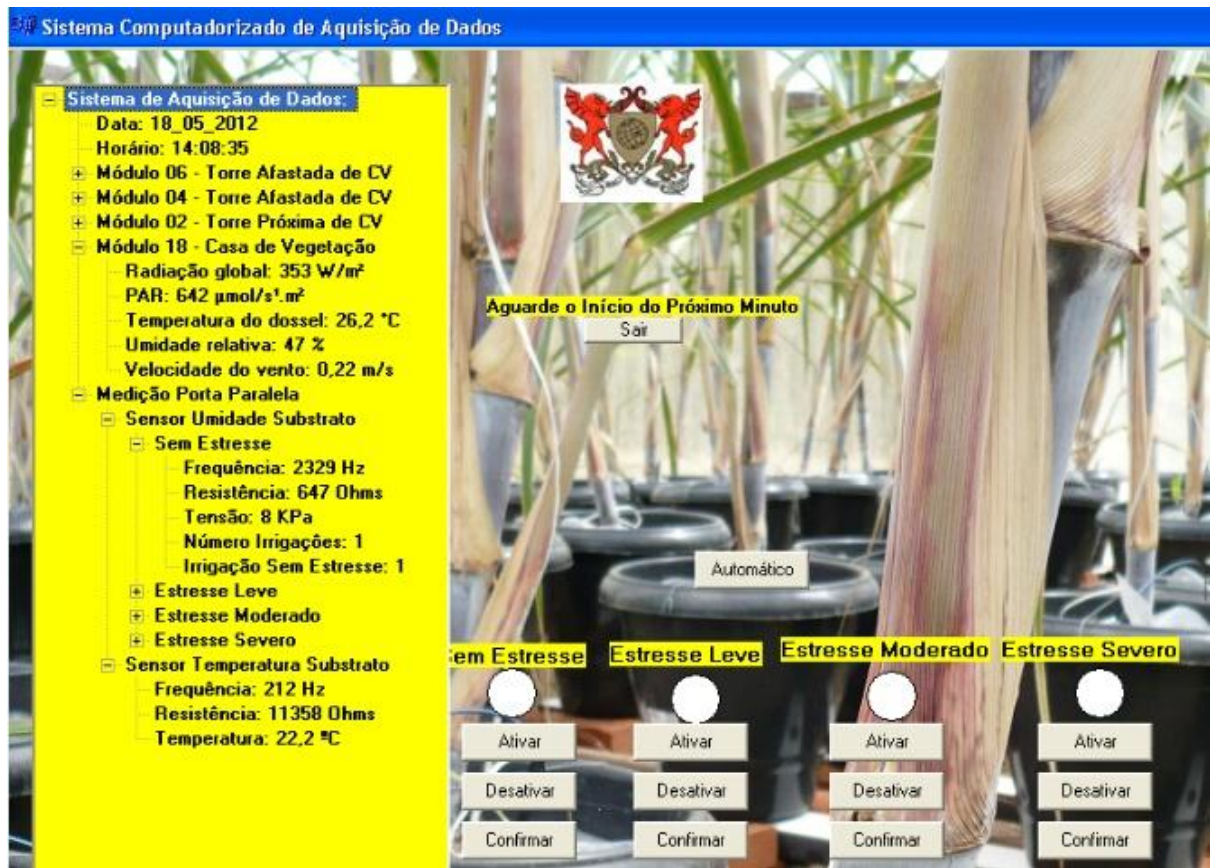 Sistema Computadorizado de Aquisição de Dados
Sistema de Aquisição de Dados:
Data: 18_05_2012
Horário: 14:08:35
Módulo 06 - Torre Afastada de CV
Módulo 04 - Torre Afastada de CV
Módulo 02 - Torre Próxima de CV
Módulo 18 - Casa de Vegetação
Radiação global: 353 W/m²
PAR: 642 µmol/s¹.m²
Temperatura do dossel: 26,2 °C
Umidade relativa: 47 %
Velocidade do vento: 0,22 m/s
Medição Porta Paralela
Sensor Umidade Substrato
Sem Estresse
Frequência: 2329 Hz
Resistência: 647 Ohms
Tensão: 8 KPa
Número Irrigações: 1
Irrigação Sem Estresse: 1
Estresse Leve
Estresse Moderado
Estresse Severo
Sensor Temperatura Substrato
Frequência: 212 Hz
Resistência: 11358 Ohms
Temperatura: 22,2 ºC
Aguarde o Início do Próximo Minuto
Sair
Automático
Sem Estresse Estresse Leve Estresse Moderado Estresse Severo
Ativar Ativar Ativar Ativar
Desativar Desativar Desativar Desativar
Confirmar Confirmar Confirmar Confirmar